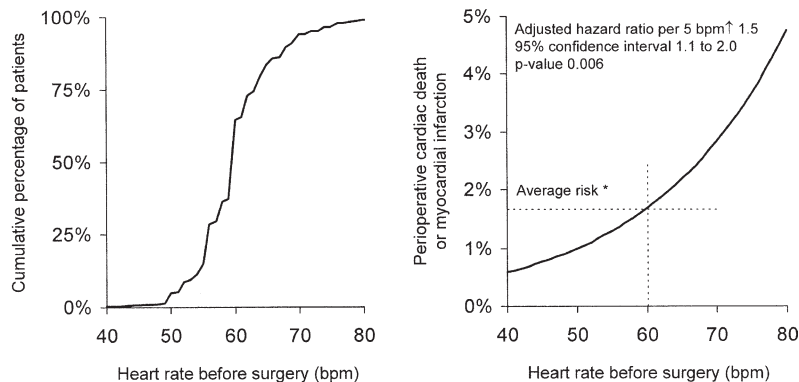 100%
75%
50%
25%
0%
Cumulative percentage of patients
40 50 60 70 80
Heart rate before surgery (bpm)
5%
4%
3%
2%
1%
0%
Perioperative cardiac death
or myocardial infarction
Adjusted hazard ratio per 5 bpm↑ 1.5
95% confidence interval 1.1 to 2.0
p-value 0.006
Average risk *
40 50 60 70 80
Heart rate before surgery (bpm)